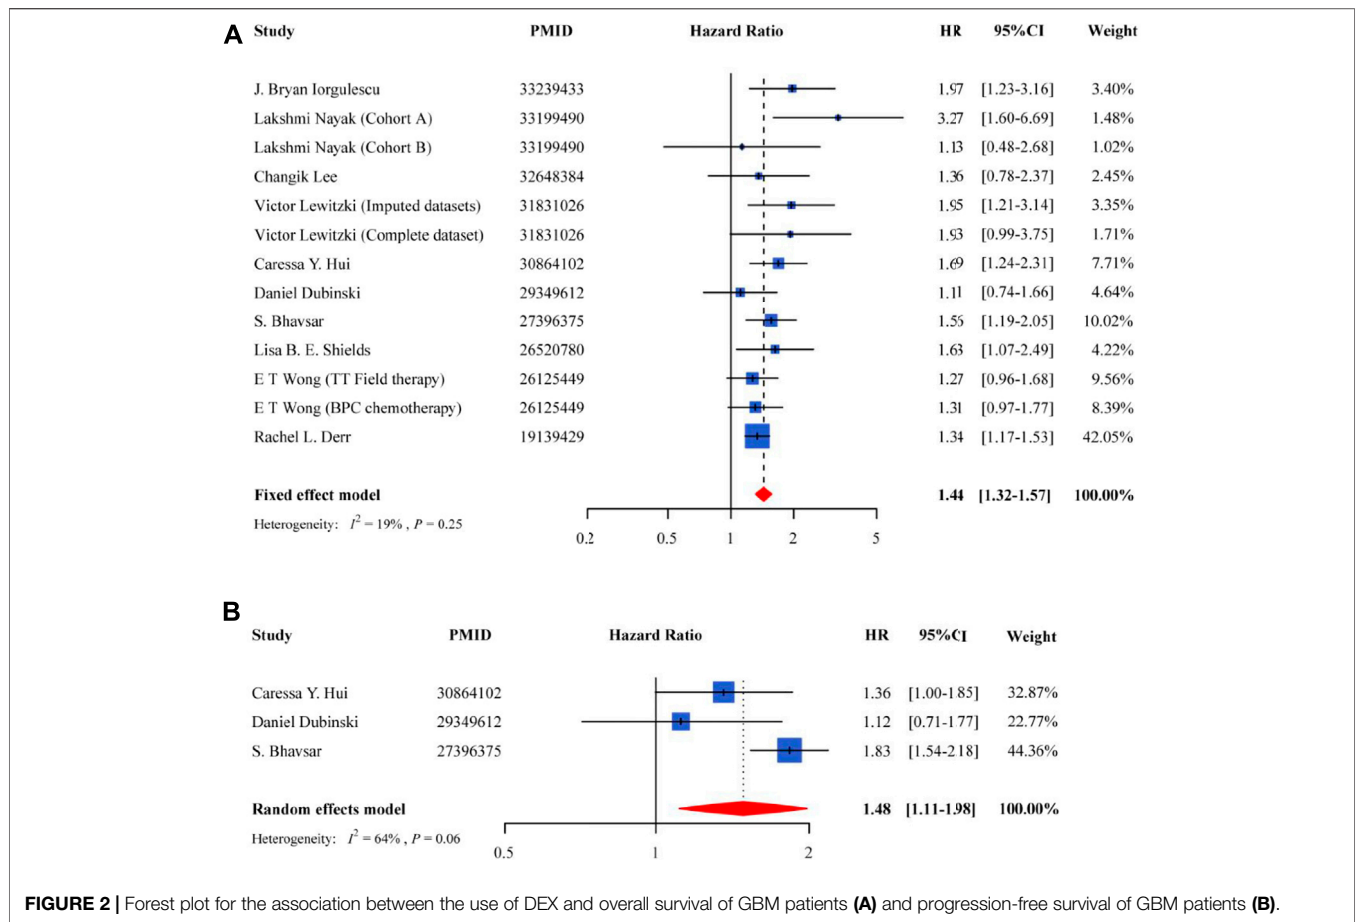 A
Study PMID Hazard Ratio HR 95%CI Weight
J. Bryan Iorgulescu 33239433 1.97 [1.23-3.16] 3.40%
Lakshmi Nayak (Cohort A) 33199490 3.27 [1.60-6.69] 1.48%
Lakshmi Nayak (Cohort B) 33199490 1.13 [0.48-2.68] 1.02%
Changik Lee 32648384 1.36 [0.78-2.37] 2.45%
Victor Lewitzki (Imputed datasets) 31831026 1.95 [1.21-3.14] 3.35%
Victor Lewitzki (Complete dataset) 31831026 1.93 [0.99-3.75] 1.71%
Caressa Y. Hui 30864102 1.69 [1.24-2.31] 7.71%
Daniel Dubinski 29349612 1.11 [0.74-1.66] 4.64%
S. Bhavsar 27396375 1.56 [1.19-2.05] 10.02%
Lisa B. E. Shields 26520780 1.63 [1.07-2.49] 4.22%
E T Wong (TT Field therapy) 26125449 1.27 [0.96-1.68] 9.56%
E T Wong (BPC chemotherapy) 26125449 1.31 [0.97-1.77] 8.39%
Rachel L. Derr 19139429 1.34 [1.17-1.53] 42.05%
Fixed effect model 1.44 [1.32-1.57] 100.00%
Heterogeneity: I² = 19% , P = 0.25
0.2 0.5 1 2 5
B
Study PMID Hazard Ratio HR 95%CI Weight
Caressa Y. Hui 30864102 1.36 [1.00-1.85] 32.87%
Daniel Dubinski 29349612 1.12 [0.71-1.77] 22.77%
S. Bhavsar 27396375 1.83 [1.54-2.18] 44.36%
Random effects model 1.48 [1.11-1.98] 100.00%
Heterogeneity: I² = 64% , P = 0.06
0.5 1 2
FIGURE 2 | Forest plot for the association between the use of DEX and overall survival of GBM patients (A) and progression-free survival of GBM patients (B).